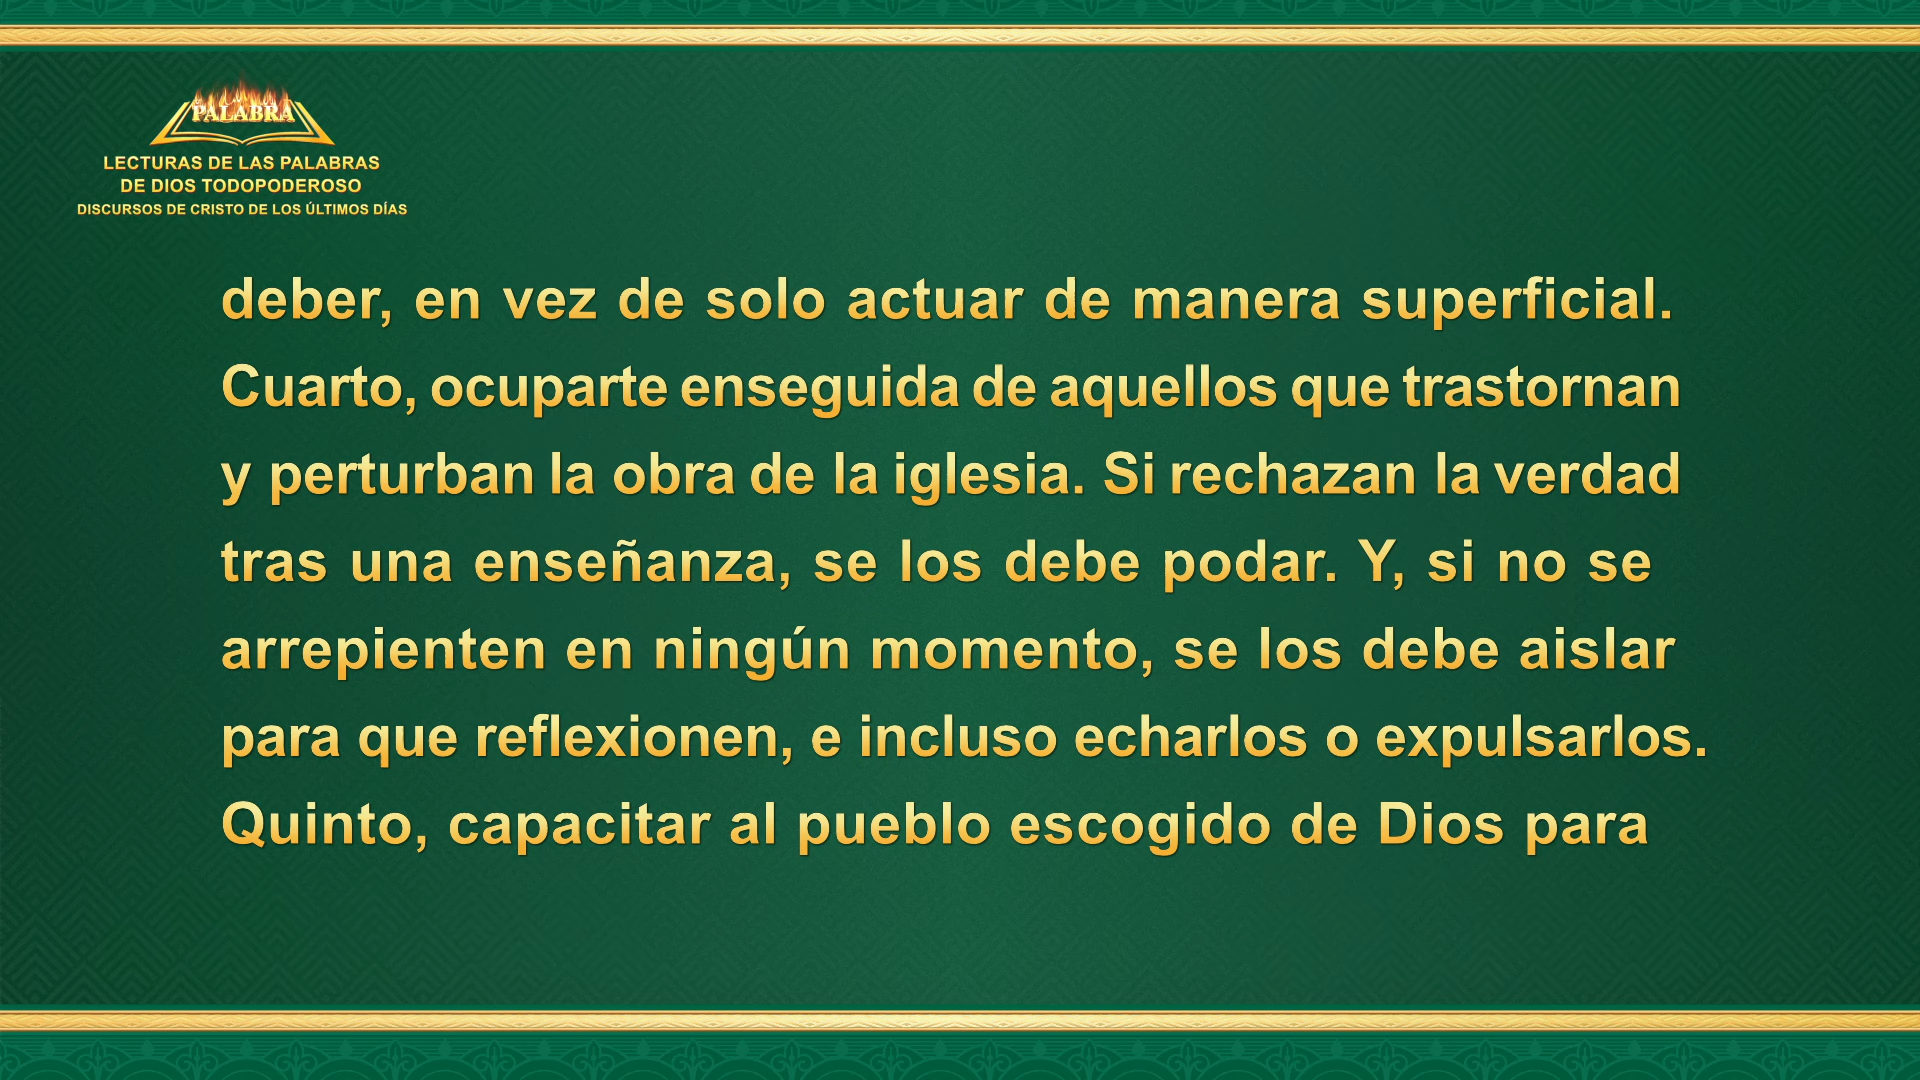 PALABRA
LECTURAS DE LAS PALABRAS
DE DIOS TODOPODEROSO
DISCURSOS DE CRISTO DE LOS ÚLTIMOS DÍAS
deber, en vez de solo actuar de manera superficial.
Cuarto, ocuparte enseguida de aquellos que trastornan
y perturban la obra de la iglesia. Si rechazan la verdad
tras una enseñanza, se los debe podar. Y, si no se
arrepienten en ningún momento, se los debe aislar
para que reflexionen, e incluso echarlos o expulsarlos.
Quinto, capacitar al pueblo escogido de Dios para